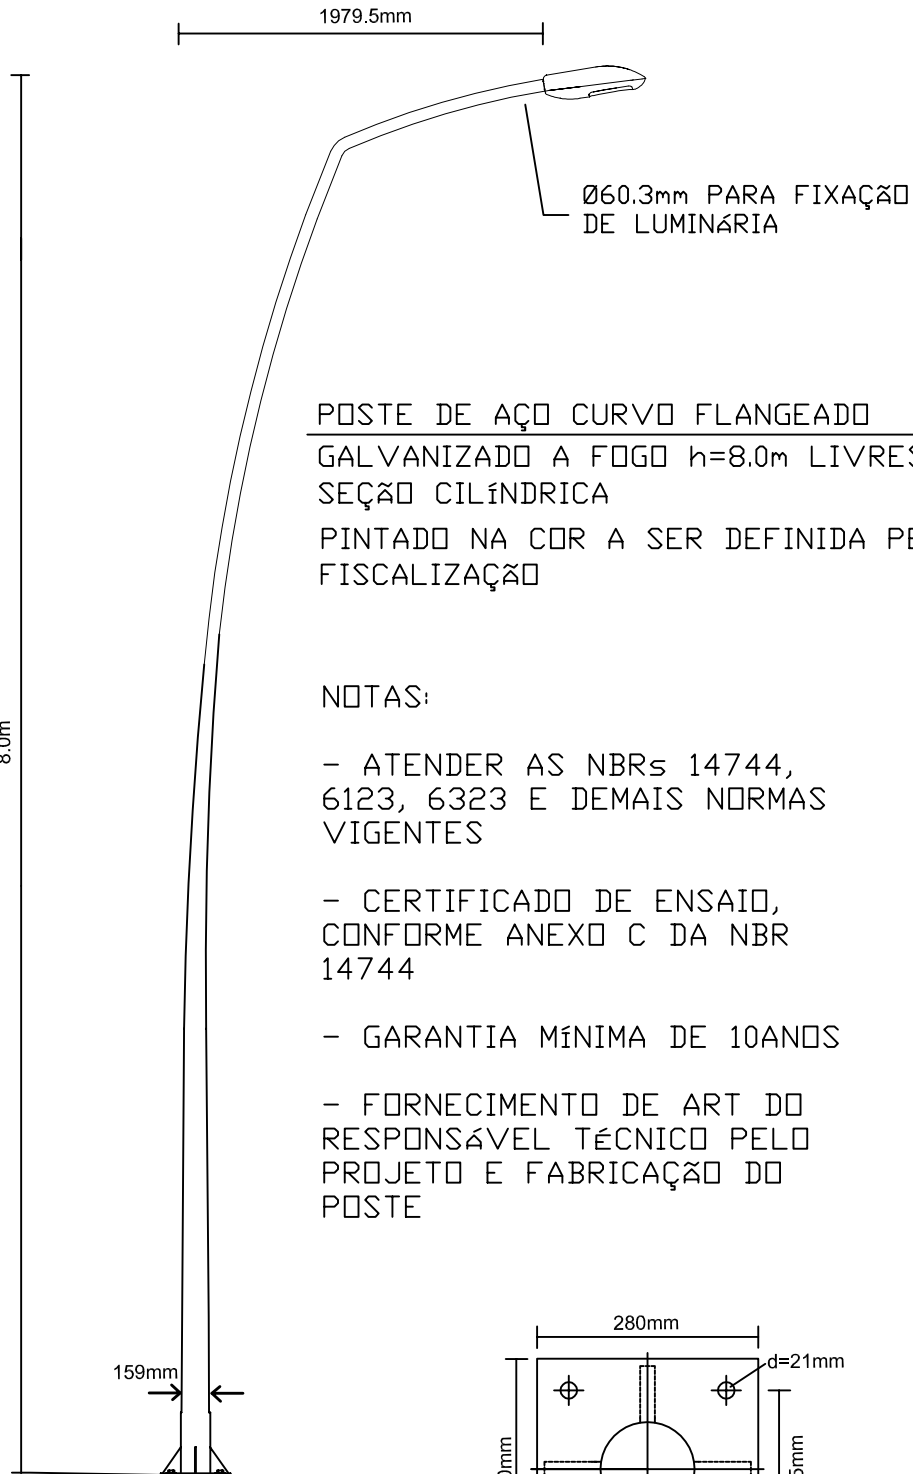 1979.5mm
Ø60.3mm PARA FIXAÇÃO
DE LUMINáRIA
POSTE DE AÇO CURVO FLANGEADO
GALVANIZADO A FOGO h=8.0m LIVRES
SEÇÃO CILíNDRICA
PINTADO NA COR A SER DEFINIDA
FISCALIZAÇÃO
8.0m
NOTAS:
- ATENDER AS NBRs 14744,
6123, 6323 E DEMAIS NORMAS
VIGENTES
- CERTIFICADO DE ENSAIO,
CONFORME ANEXO C DA NBR
14744
- GARANTIA MíNIMA DE 10ANOS
- FORNECIMENTO DE ART DO
RESPONSáVEL TéCNICO PELO
PROJETO E FABRICAÇÃO DO
POSTE
280mm
159mm
d=21mm